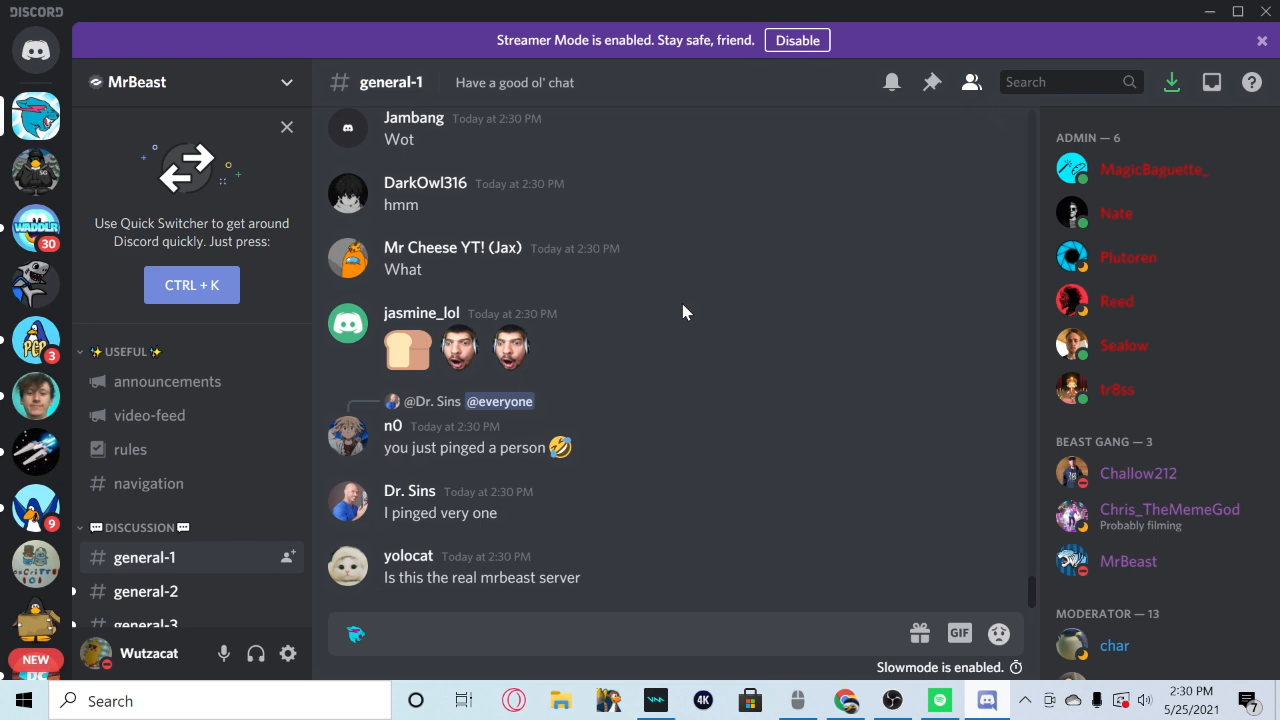 DISCORD
Streamer Mode is enabled. Stay safe, friend. Disable
MrBeast
general-1 Have a good ol' chat
Search
Use Quick Switcher to get around
Discord quickly. Just press:
CTRL + K
✨USEFUL✨
announcements
video-feed
rules
navigation
DISCUSSION
general-1
general-2
general-3
Wutzacat
WADDLR
30
PCP
3
9
NEW
Jambang Today at 2:30 PM
Wot
DarkOwl316 Today at 2:30 PM
hmm
Mr Cheese YT! (Jax) Today at 2:30 PM
What
jasmine_lol Today at 2:30 PM
@Dr. Sins @everyone
n0 Today at 2:30 PM
you just pinged a person 🤣
Dr. Sins Today at 2:30 PM
I pinged very one
yolocat Today at 2:30 PM
Is this the real mrbeast server
GIF
Slowmode is enabled.
ADMIN — 6
MagicBaguette_
Nate
Plutoren
Reed
Sealow
tr8ss
BEAST GANG — 3
Challow212
Chris_TheMemeGod
Probably filming
MrBeast
MODERATOR — 13
char
Search
4K
2:30 PM
5/25/2021
7